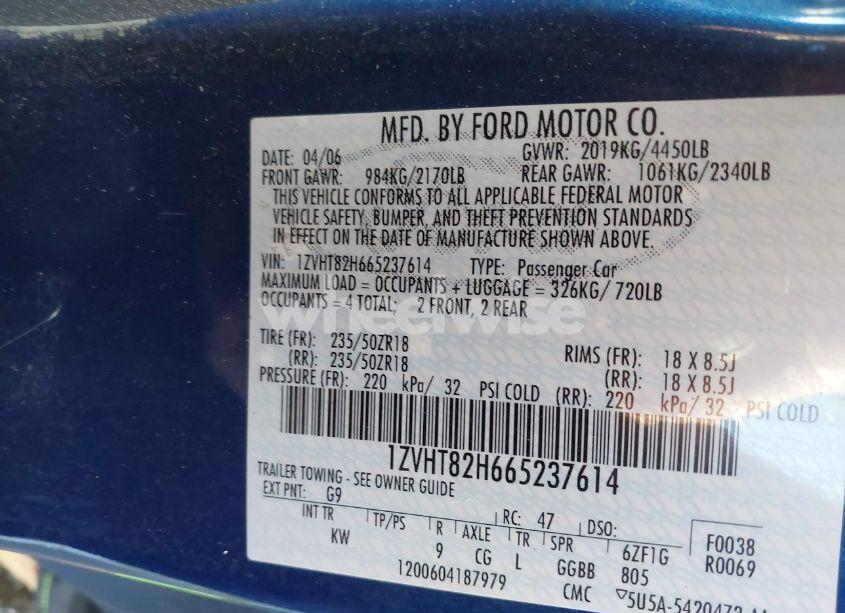 MFD. BY FORD MOTOR CO.
DATE: 04/06 GVWR: 2019KG/4450LB
FRONT GAWR: 984KG/2170LB REAR GAWR: 1061KG/2340LB
THIS VEHICLE CONFORMS TO ALL APPLICABLE FEDERAL MOTOR
VEHICLE SAFETY, BUMPER, AND THEFT PREVENTION STANDARDS
IN EFFECT ON THE DATE OF MANUFACTURE SHOWN ABOVE.
VIN: 1ZVHT82H665237614 TYPE: Passenger Car
MAXIMUM LOAD = OCCUPANTS + LUGGAGE = 326KG/ 720LB
OCCUPANTS = 4 TOTAL; 2 FRONT, 2 REAR
wheelwise
TIRE (FR): 235/50ZR18 RIMS (FR): 18 X 8.5J
(RR): 235/50ZR18 (RR): 18 X 8.5J
PRESSURE (FR): 220 kPa/ 32 PSI COLD (RR): 220 kPa/ 32 PSI COLD
1ZVHT82H665237614
TRAILER TOWING - SEE OWNER GUIDE
EXT PNT: G9 RC: 47 DSO: F0038
INT TR TP/PS R AXLE TR SPR 6ZF1G R0069
KW 9 CG L GGBB 805
1200604187979 CMC ▽5U5A-5420472-AA